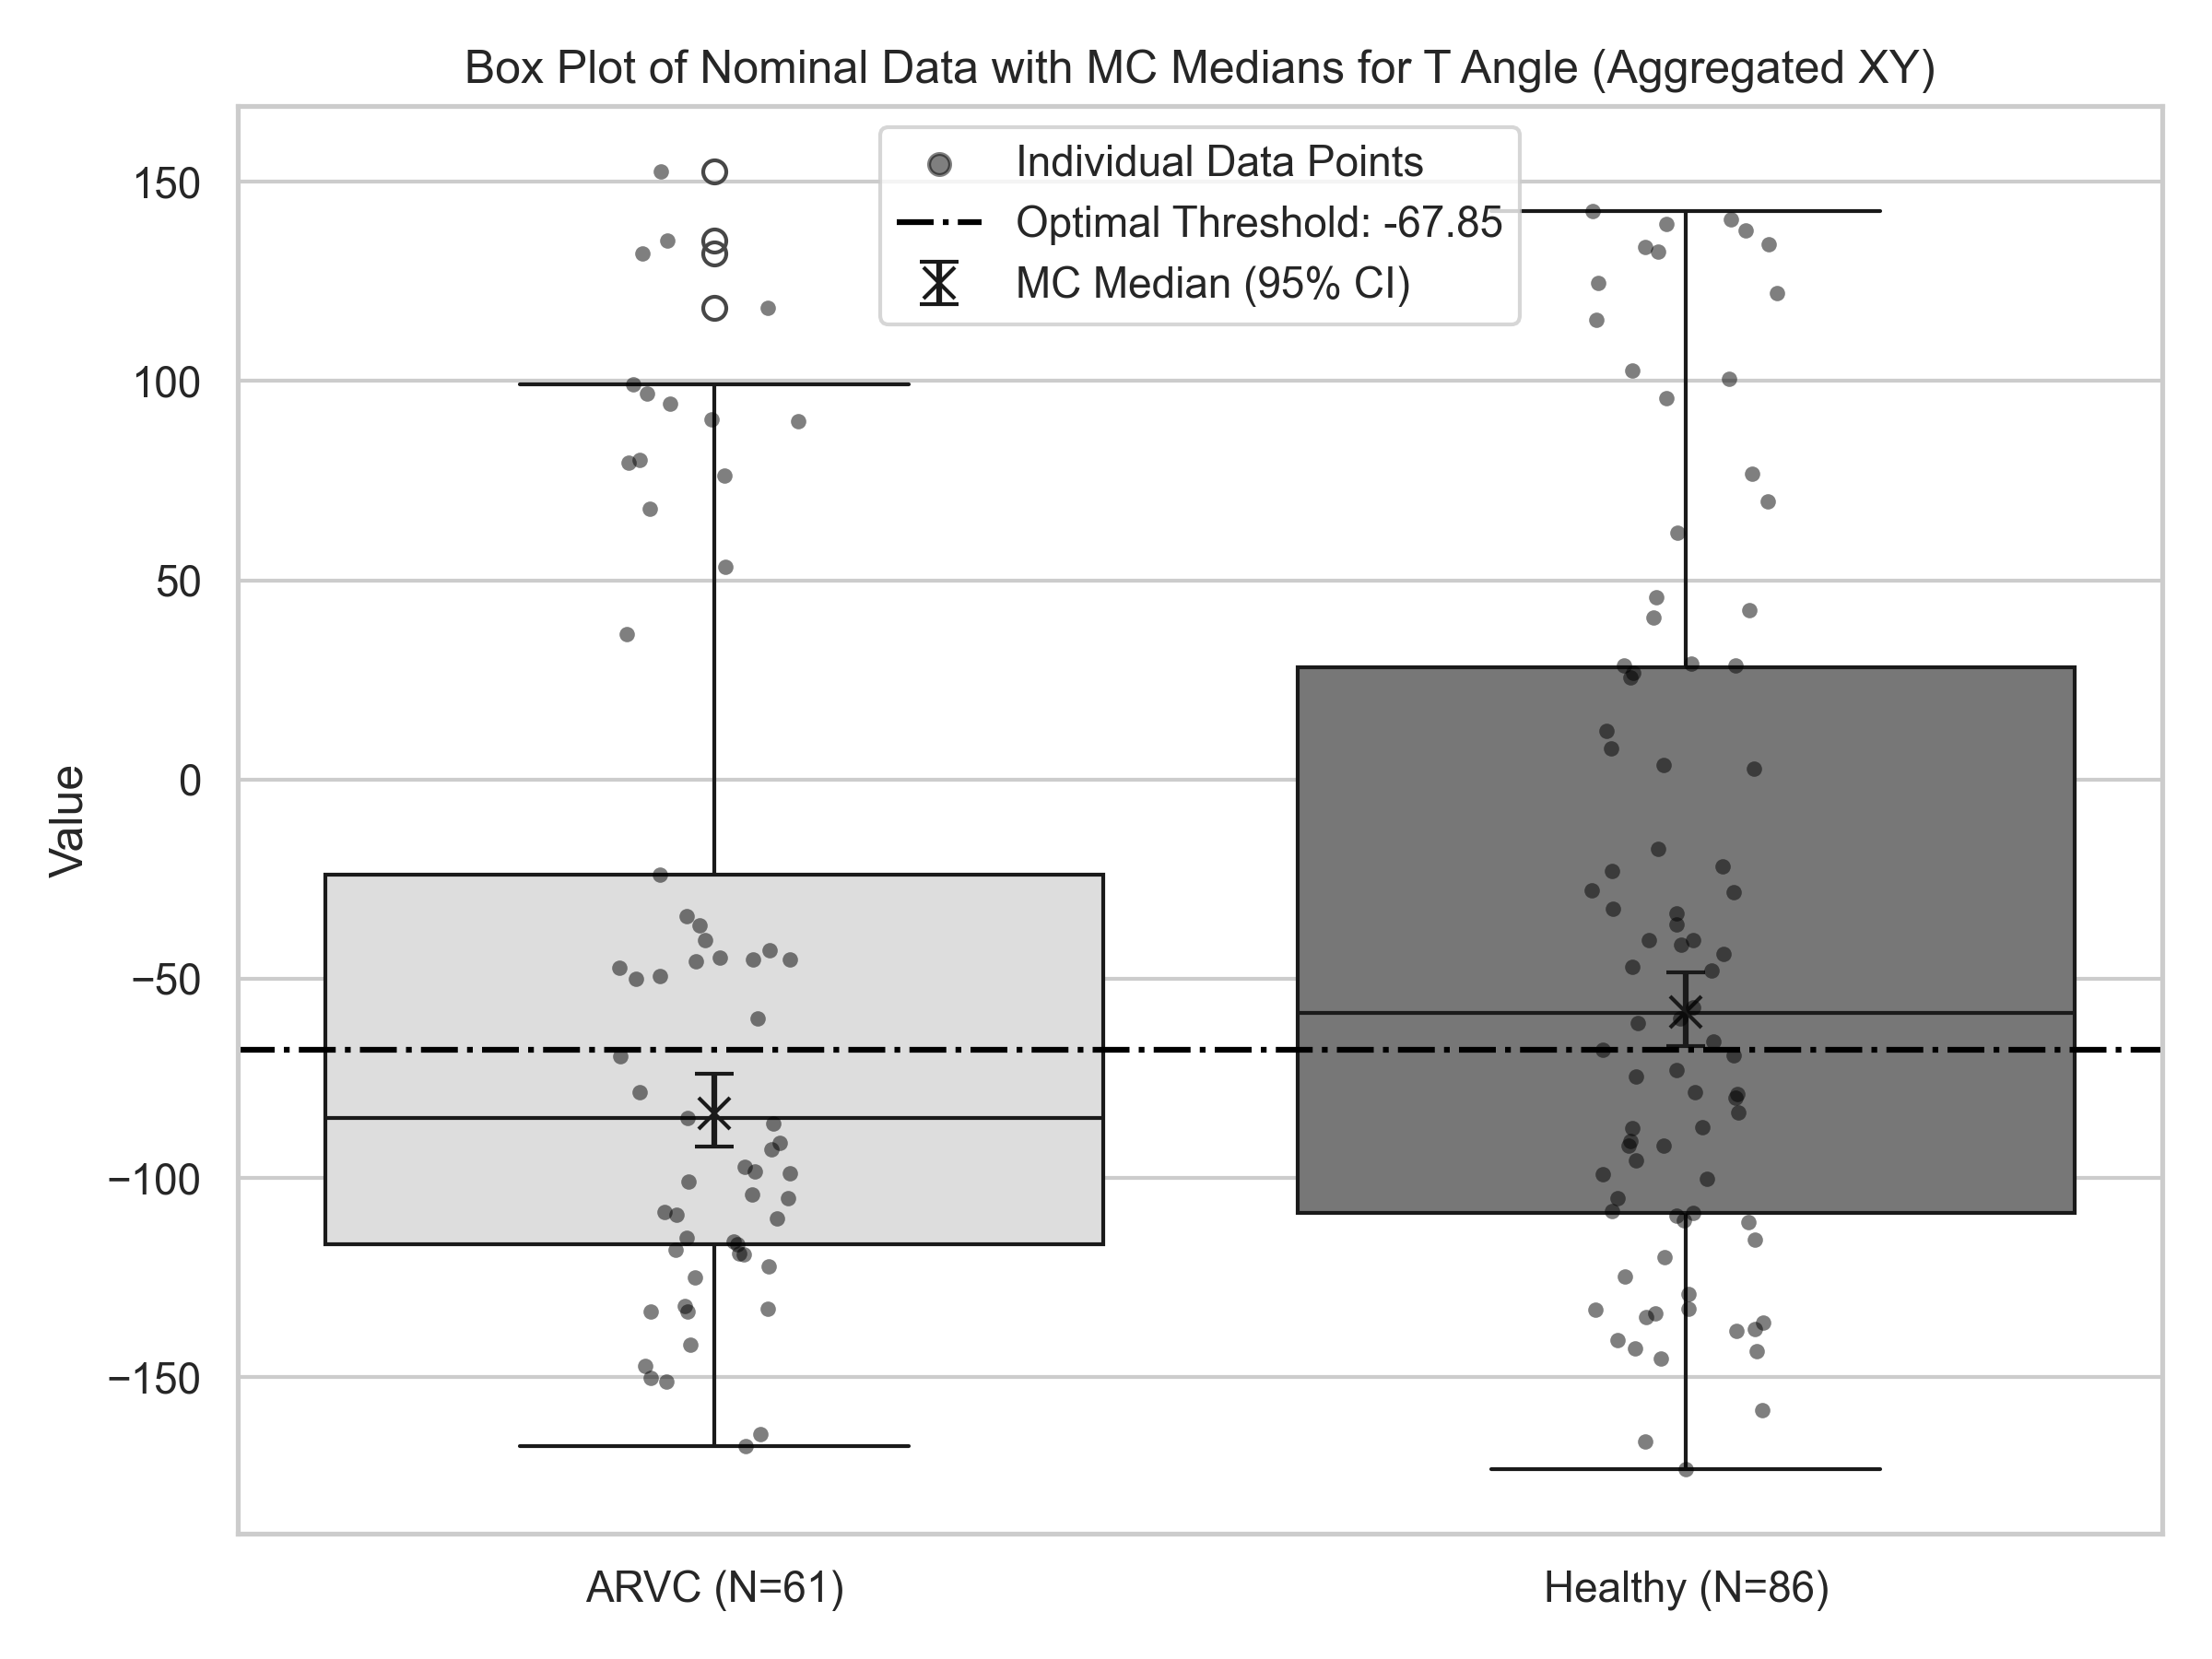 Box Plot of Nominal Data with MC Medians for T Angle (Aggregated XY)
Individual Data Points
Optimal Threshold: -67.85
MC Median (95% CI)
150
100
50
0
−50
−100
−150
Value
ARVC (N=61)
Healthy (N=86)